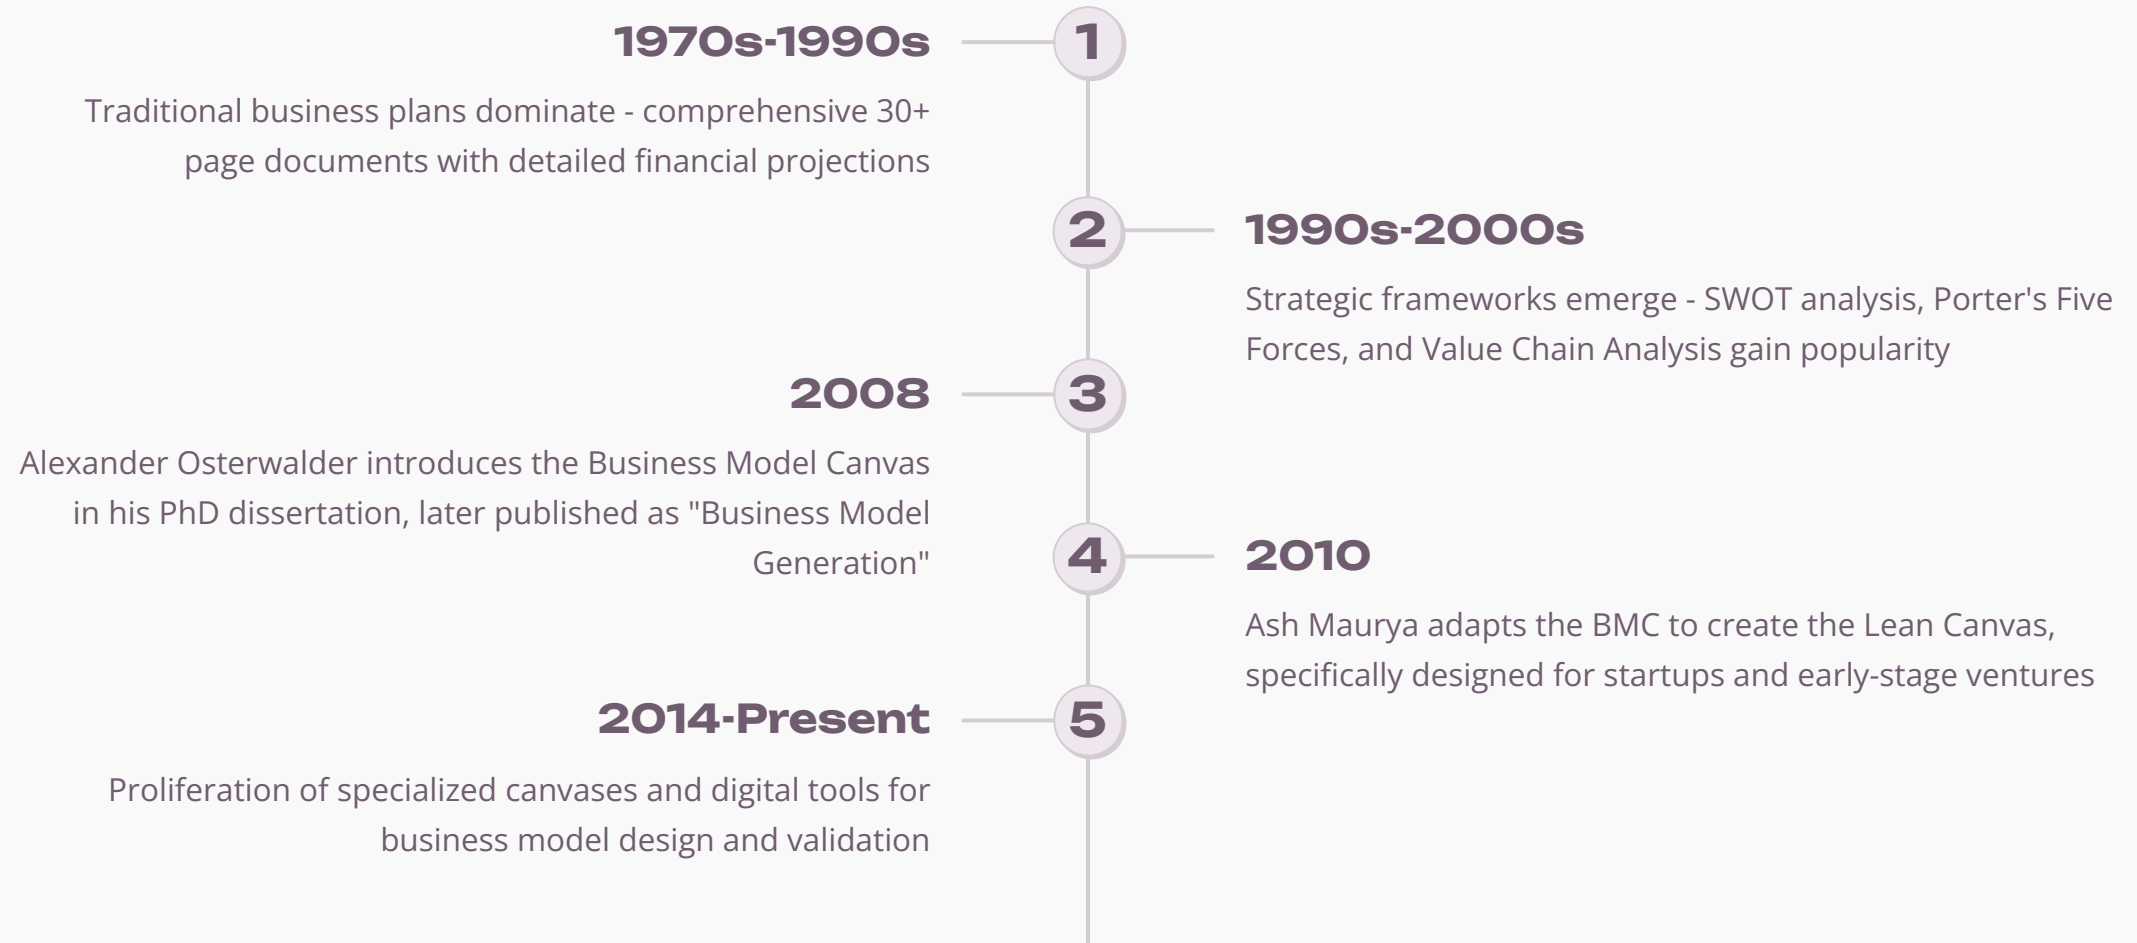 1970s-1990s
1
Traditional business plans dominate - comprehensive 30+
page documents with detailed financial projections
2
1990s-2000s
Strategic frameworks emerge - SWOT analysis, Porter's Five
Forces, and Value Chain Analysis gain popularity
2008
3
Alexander Osterwalder introduces the Business Model Canvas
in his PhD dissertation, later published as "Business Model
Generation"
4
2010
Ash Maurya adapts the BMC to create the Lean Canvas,
specifically designed for startups and early-stage ventures
2014-Present
5
Proliferation of specialized canvases and digital tools for
business model design and validation